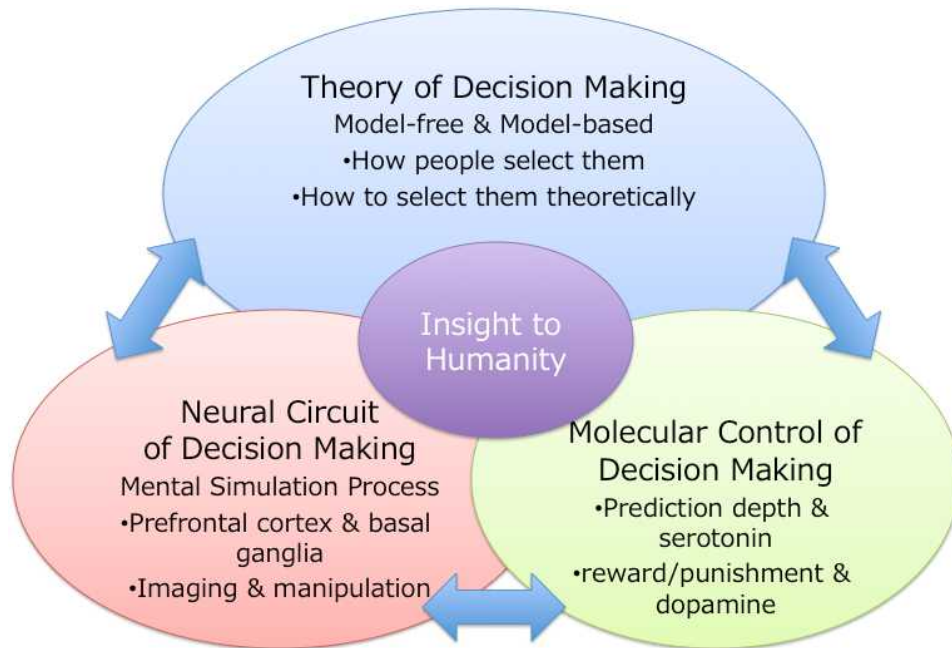 Theory of Decision Making
Model-free & Model-based
•How people select them
•How to select them theoretically
Insight to
Humanity
Neural Circuit
of Decision Making
Mental Simulation Process
•Prefrontal cortex & basal
ganglia
•Imaging & manipulation
Molecular Control of
Decision Making
•Prediction depth &
serotonin
•reward/punishment &
dopamine